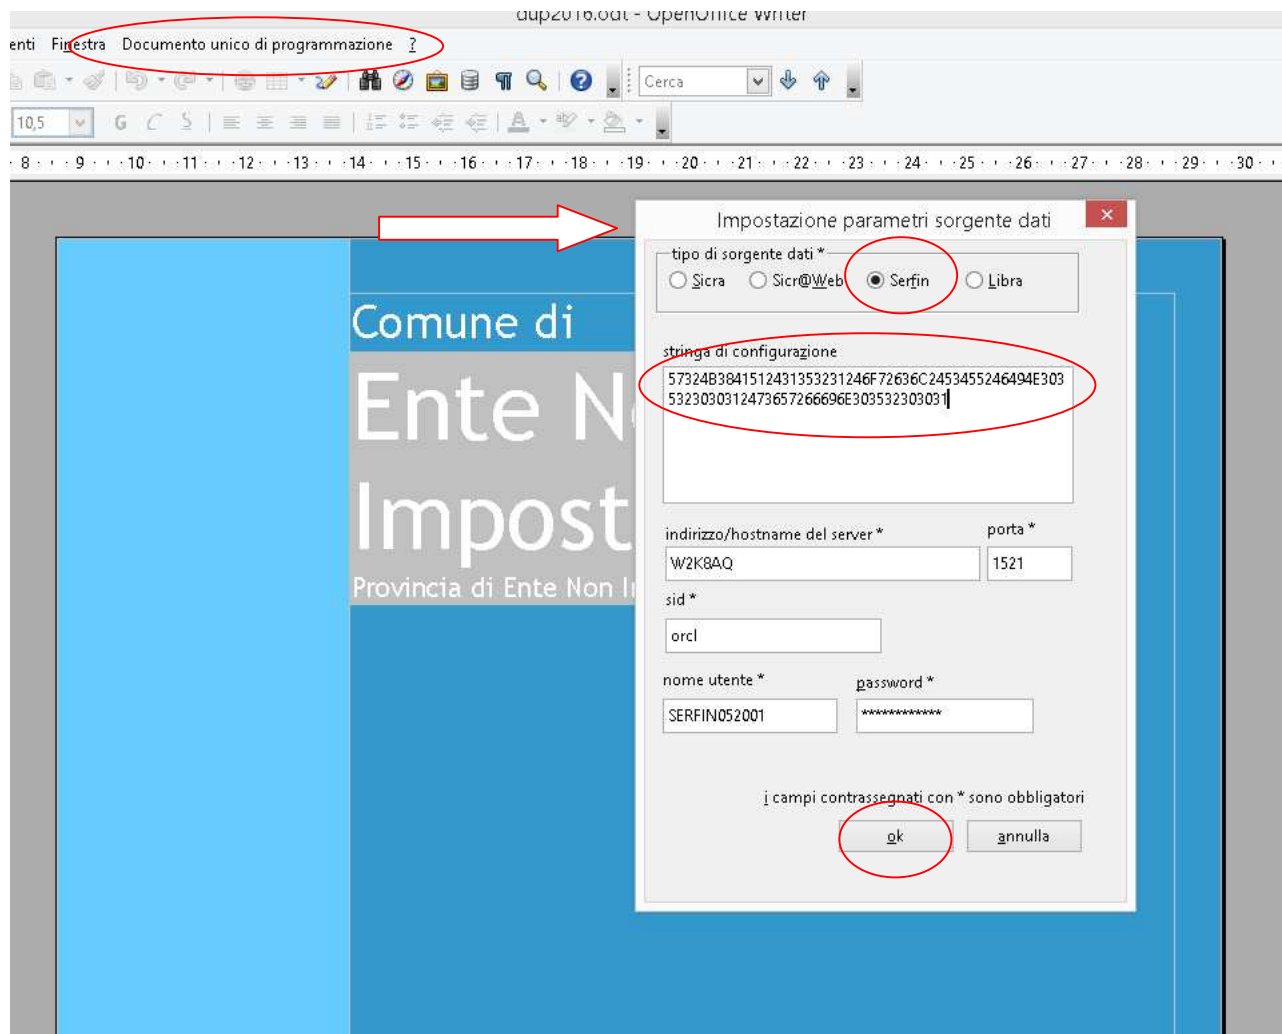 dup2016.odt - OpenOffice Writer
enti Finestra Documento unico di programmazione ?
Cerca
10,5 G C S A
8 9 10 11 12 13 14 15 16 17 18 19 20 21 22 23 24 25 26 27 28 29 30
Impostazione parametri sorgente dati
tipo di sorgente dati *
Sicra Sicr@Web Serfin Libra
Comune di
stringa di configurazione
57324B3841512431353231246F72636C2453455246494E303
5323030312473657266696E303532303031
Ente N
Impost
indirizzo/hostname del server * porta *
W2K8AQ 1521
Provincia di Ente Non I
sid *
orcl
nome utente * password *
SERFIN052001 ************
i campi contrassegnati con * sono obbligatori
ok annulla